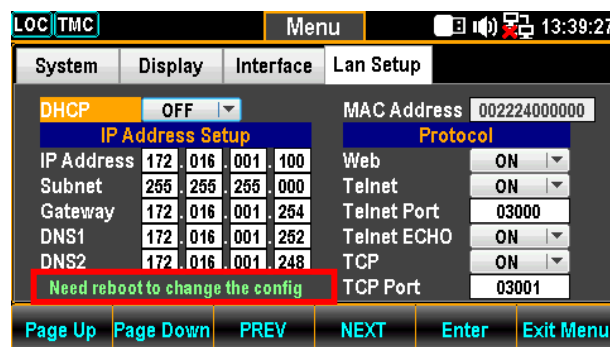 LOC TMC Menu 13:39:27
System Display Interface Lan Setup
DHCP OFF
IP Address Setup
IP Address 172 . 016 . 001 . 100
Subnet 255 . 255 . 255 . 000
Gateway 172 . 016 . 001 . 254
DNS1 172 . 016 . 001 . 252
DNS2 172 . 016 . 001 . 248
Need reboot to change the config
MAC Address 002224000000
Protocol
Web ON
Telnet ON
Telnet Port 03000
Telnet ECHO ON
TCP ON
TCP Port 03001
Page Up Page Down PREV NEXT Enter Exit Menu